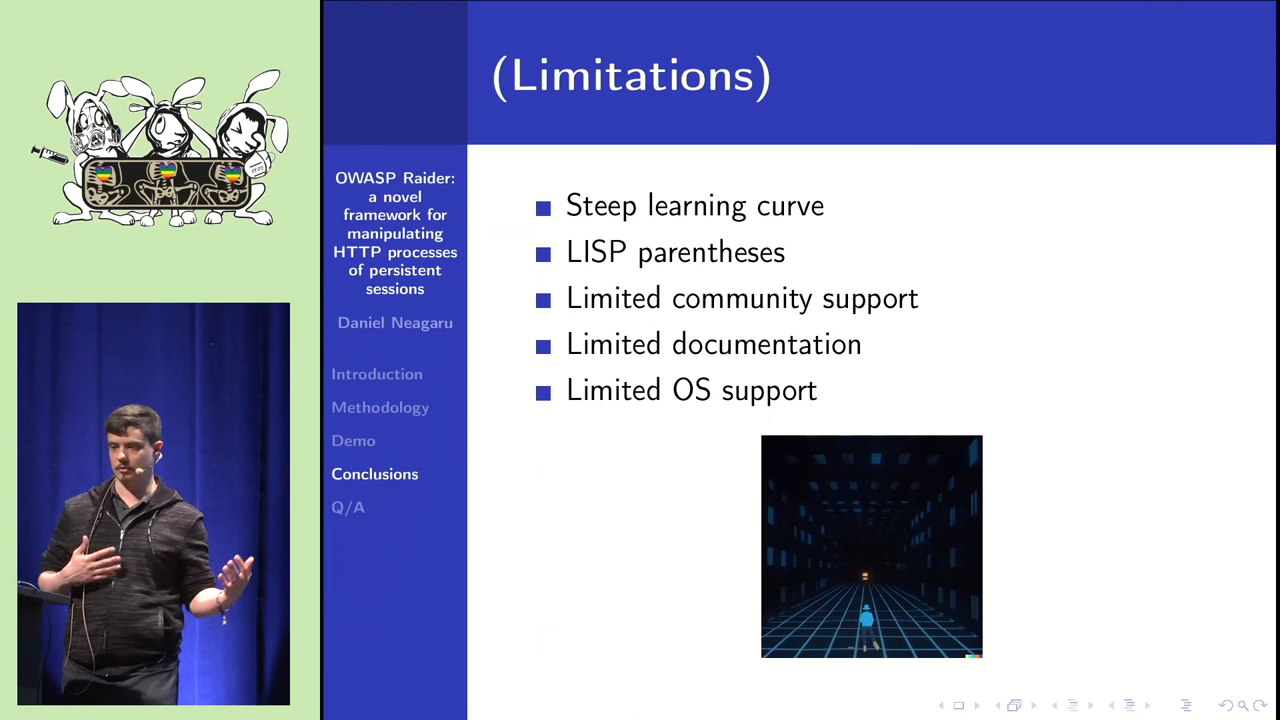 (Limitations)
OWASP Raider:
a novel
framework for
manipulating
HTTP processes
of persistent
sessions
Daniel Neagaru
Introduction
Methodology
Demo
Conclusions
Q/A
Steep learning curve
LISP parentheses
Limited community support
Limited documentation
Limited OS support